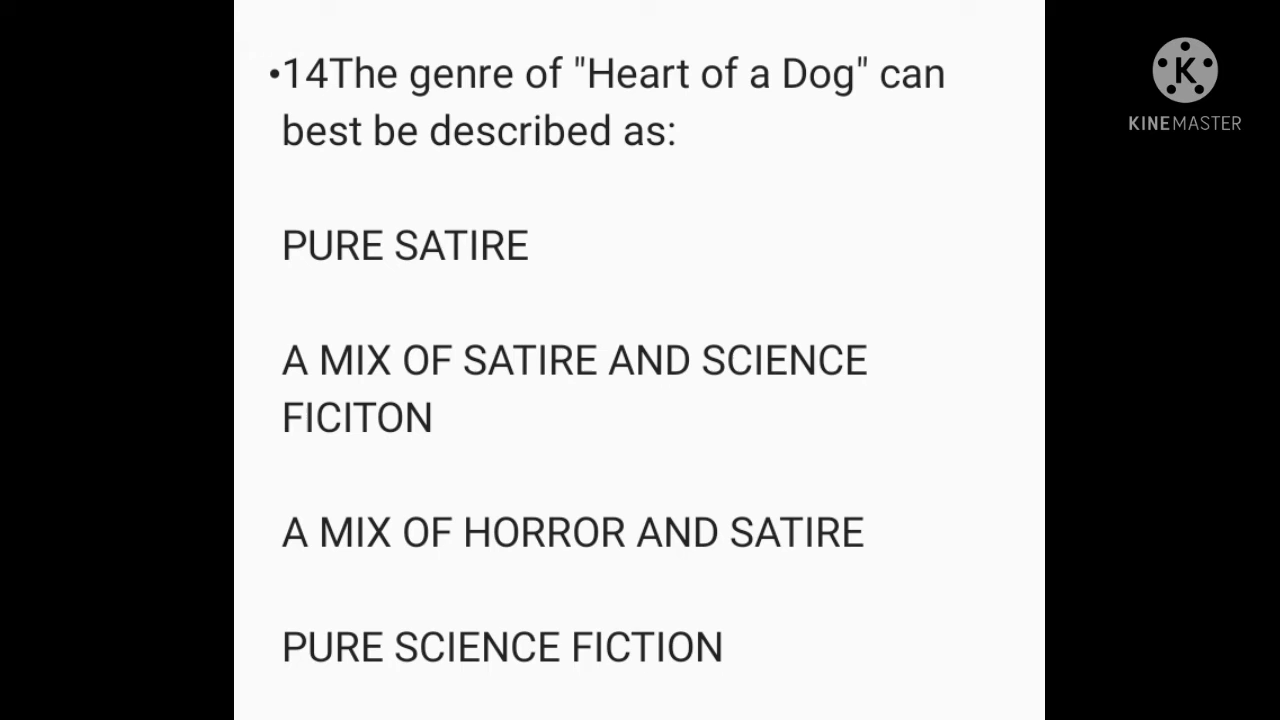 •14The genre of "Heart of a Dog" can
best be described as:
PURE SATIRE
A MIX OF SATIRE AND SCIENCE
FICITON
A MIX OF HORROR AND SATIRE
PURE SCIENCE FICTION
K
KINEMASTER